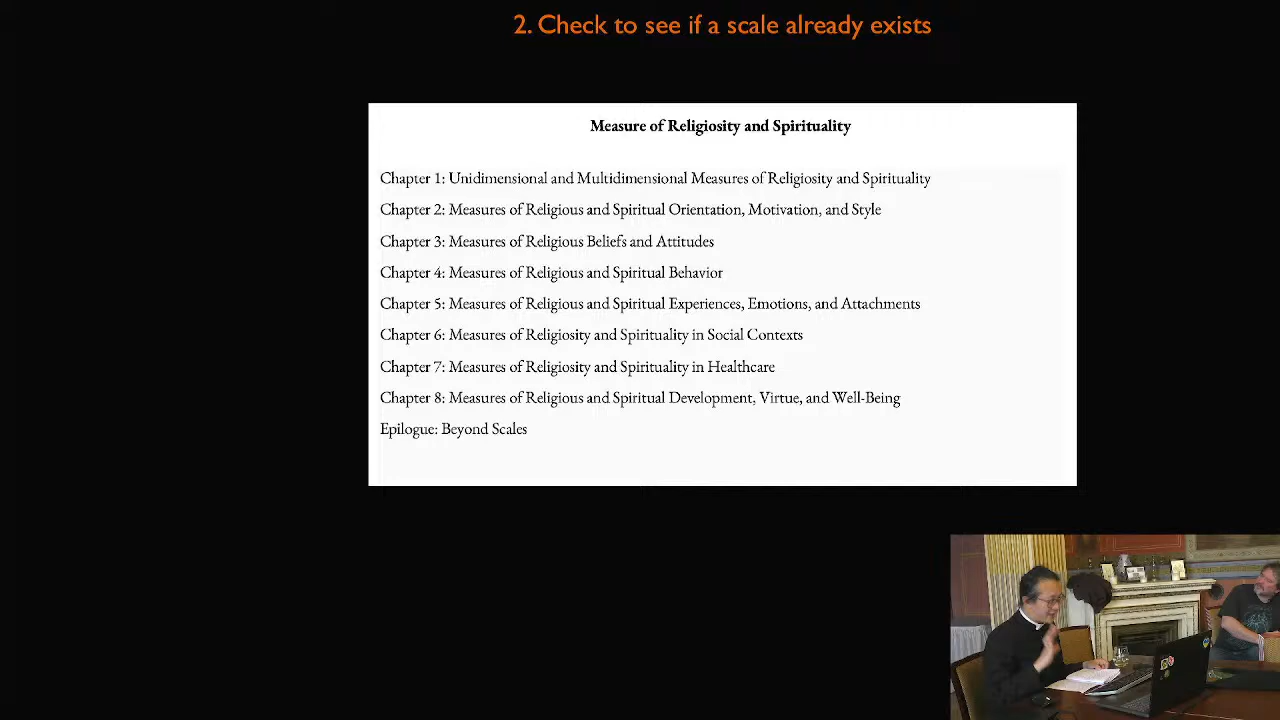 2. Check to see if a scale already exists
Measure of Religiosity and Spirituality
Chapter 1: Unidimensional and Multidimensional Measures of Religiosity and Spirituality
Chapter 2: Measures of Religious and Spiritual Orientation, Motivation, and Style
Chapter 3: Measures of Religious Beliefs and Attitudes
Chapter 4: Measures of Religious and Spiritual Behavior
Chapter 5: Measures of Religious and Spiritual Experiences, Emotions, and Attachments
Chapter 6: Measures of Religiosity and Spirituality in Social Contexts
Chapter 7: Measures of Religiosity and Spirituality in Healthcare
Chapter 8: Measures of Religious and Spiritual Development, Virtue, and Well-Being
Epilogue: Beyond Scales